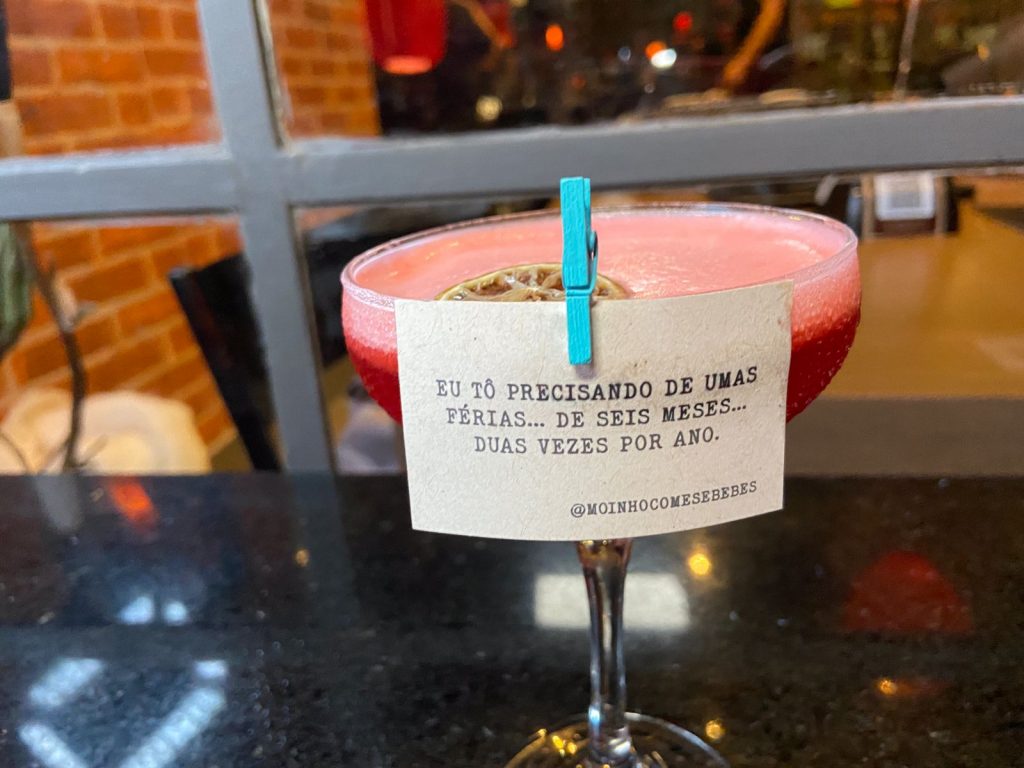 EU TÔ PRECISANDO DE UMAS
FÉRIAS... DE SEIS MESES...
DUAS VEZES POR ANO.
@MOINHOCOMESEBEBES